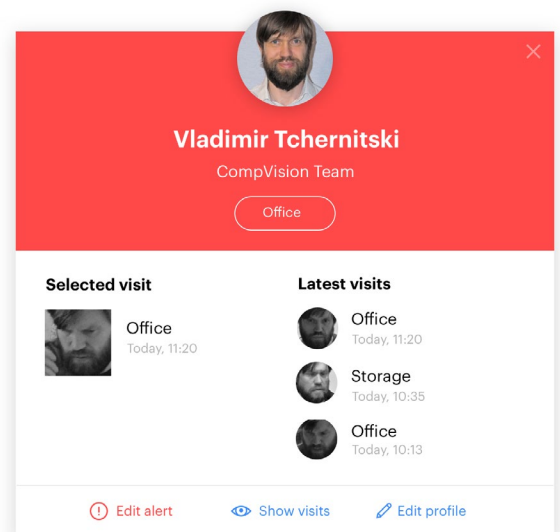 Vladimir Tchernitski
CompVision Team
Office
Selected visit
Office
Today, 11:20
Latest visits
Office
Today, 11:20
Storage
Today, 10:35
Office
Today, 10:13
Edit alert
Show visits
Edit profile